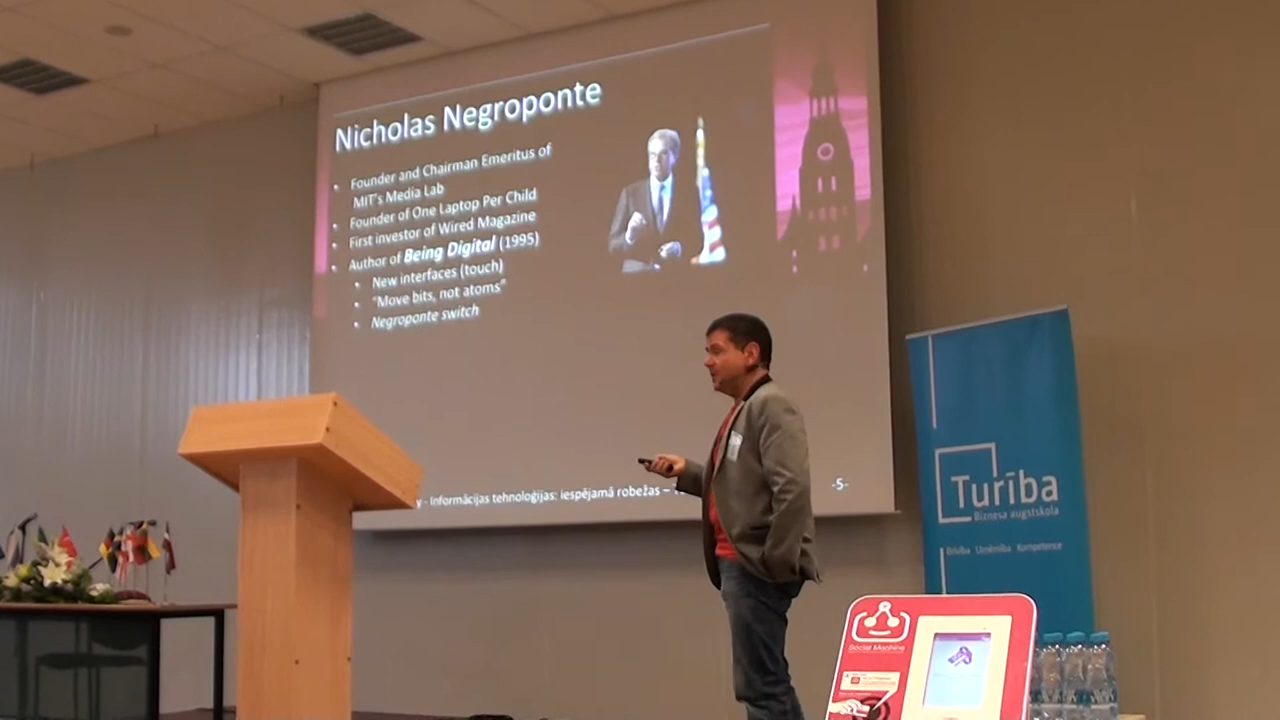 Nicholas Negroponte
• Founder and Chairman Emeritus of
MIT's Media Lab
• Founder of One Laptop Per Child
• First investor of Wired Magazine
• Author of Being Digital (1995)
• New interfaces (touch)
• "Move bits, not atoms"
• Negroponte switch
y - Informācijas tehnoloģijas: iespējamā robežas –
-5-
Turība
Biznesa augstskola
Brīvība Uzņēmība Kompetence
Social Machine